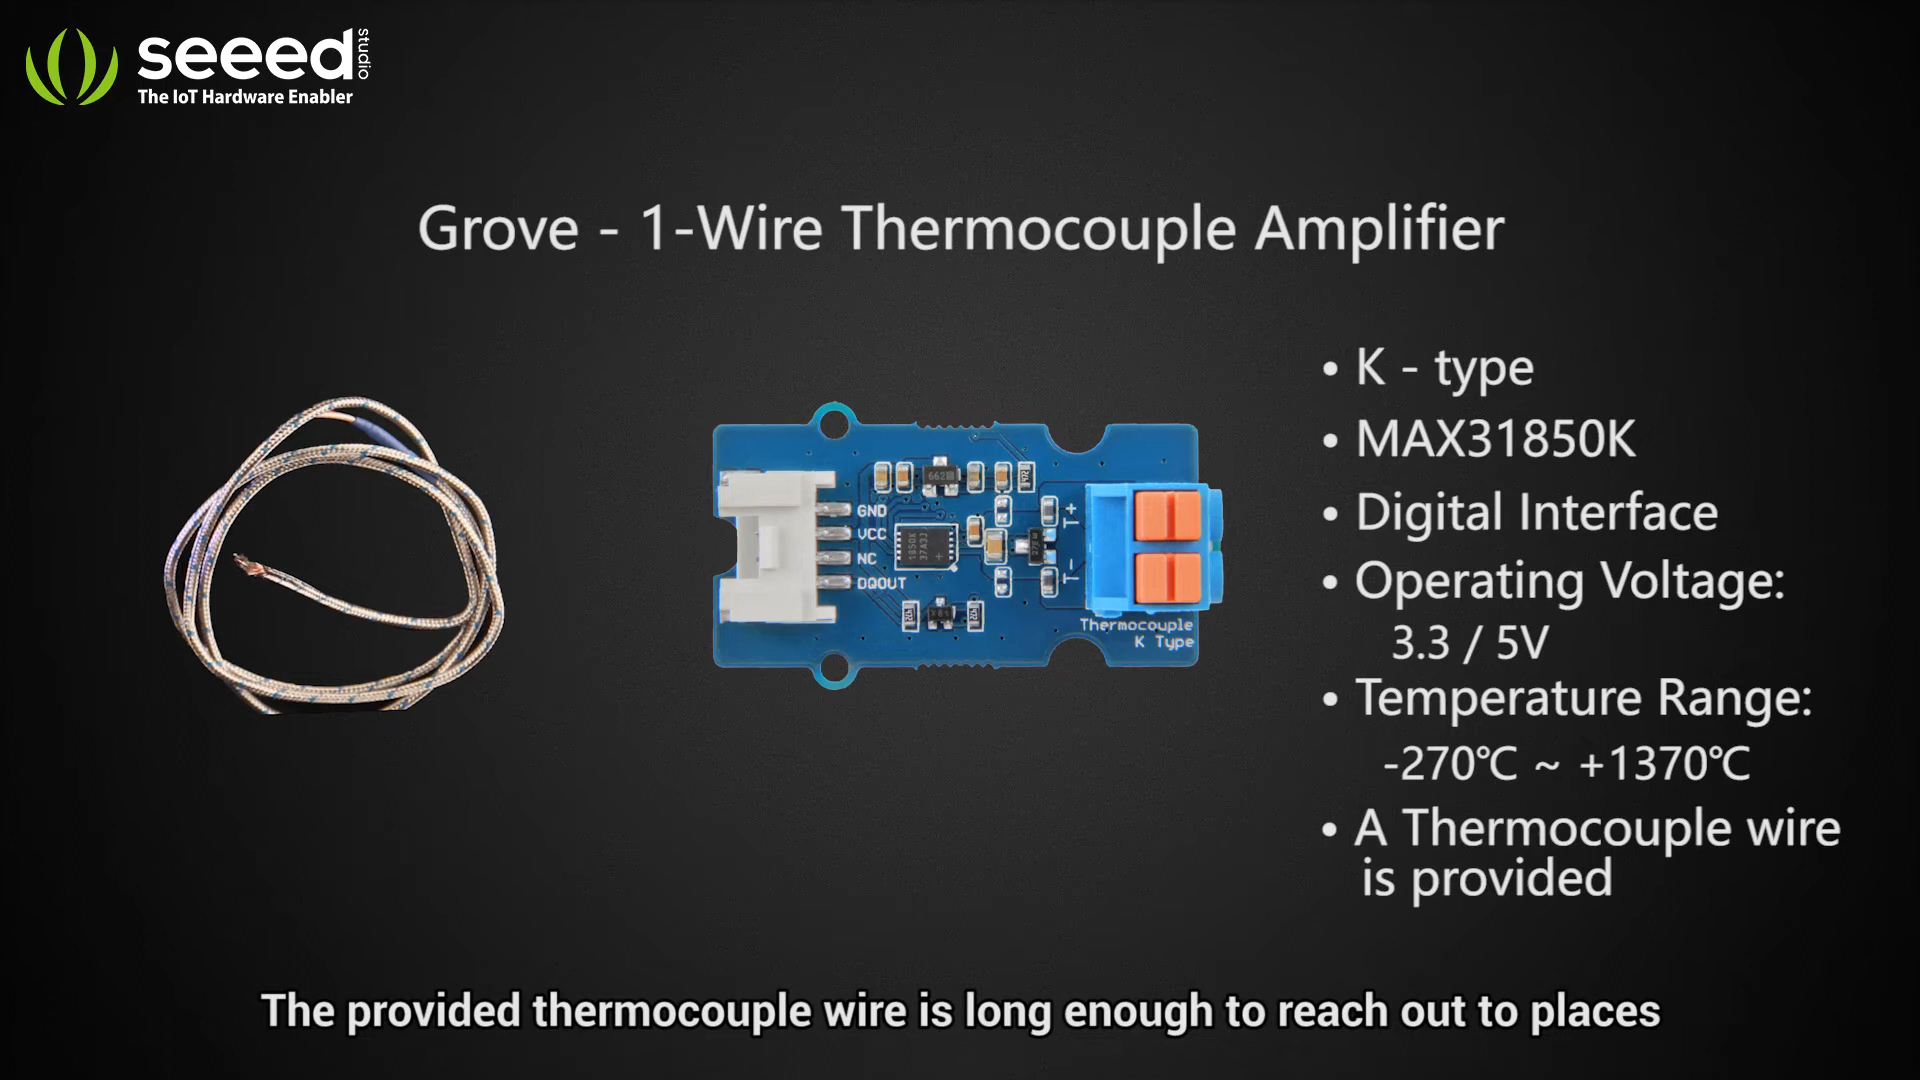 seeed studio
The IoT Hardware Enabler
Grove - 1-Wire Thermocouple Amplifier
• K - type
• MAX31850K
• Digital Interface
• Operating Voltage:
3.3 / 5V
• Temperature Range:
-270℃ ~ +1370℃
• A Thermocouple wire
is provided
GND
VCC
NC
DQOUT
T+
T-
Thermocouple
K Type
The provided thermocouple wire is long enough to reach out to places